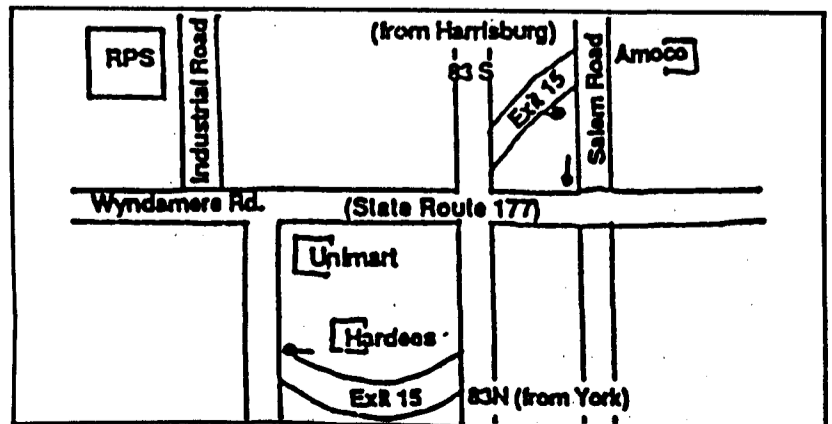 (from Harrisburg)
RPS
Industrial Road
83 S
Exit 15
Salem Road
Amoco
Wyndamere Rd.
(State Route 177)
Unimart
Hardees
Exit 15
83N (from York)